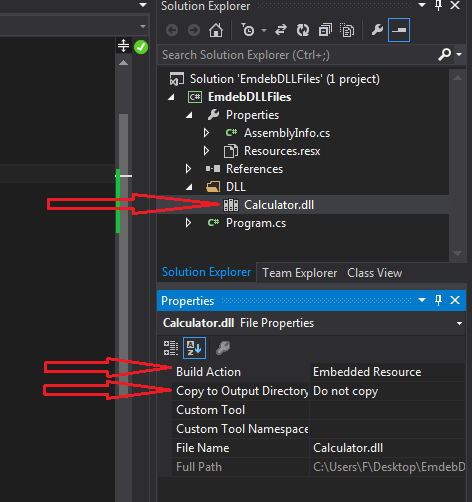 Solution Explorer
Search Solution Explorer (Ctrl+;)
Solution 'EmdebDLLFiles' (1 project)
C# EmdebDLLFiles
Properties
C# AssemblyInfo.cs
Resources.resx
References
DLL
Calculator.dll
C# Program.cs
Solution Explorer Team Explorer Class View
Properties
Calculator.dll File Properties
Build Action Embedded Resource
Copy to Output Directory Do not copy
Custom Tool
Custom Tool Namespace
File Name Calculator.dll
Full Path C:\Users\F\Desktop\EmdebD